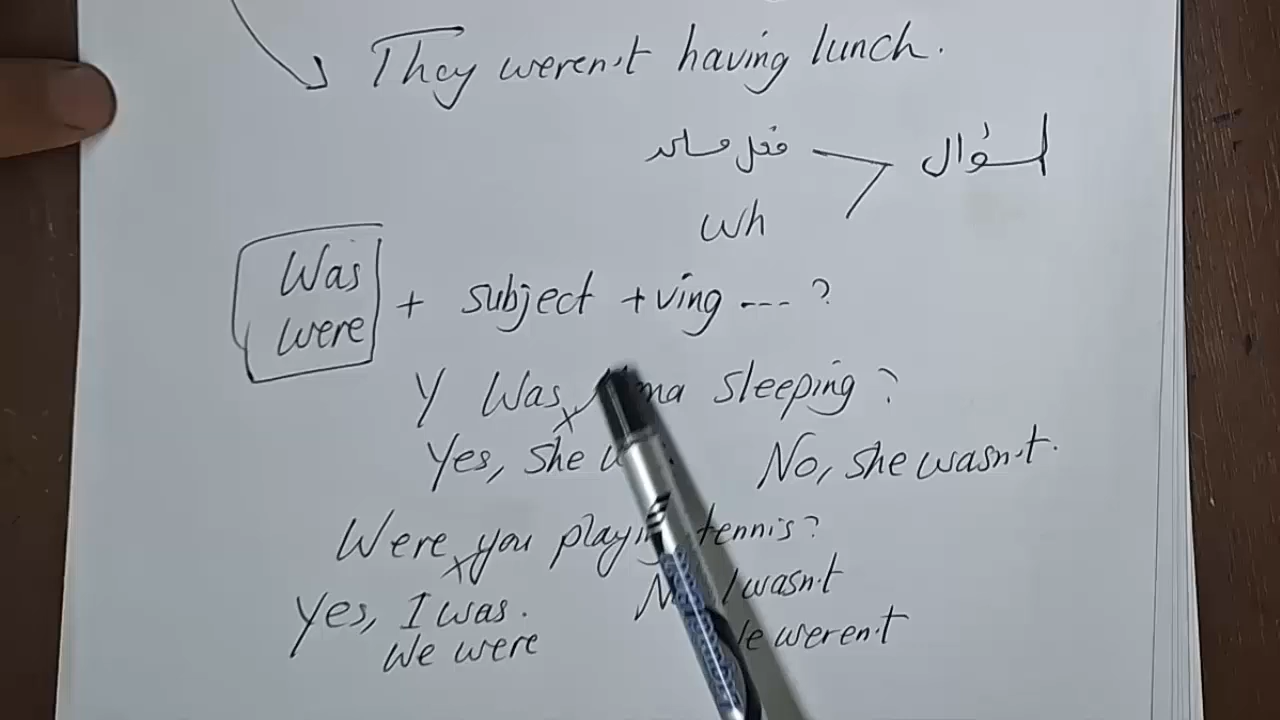 They weren't having lunch.
السؤال فعل مساعد
Wh
Was
were + subject + ving ---- ?
Y Was sleeping?
Yes, she No, she wasn't.
Were you tennis?
Yes, I was. I wasn't
We were weren't